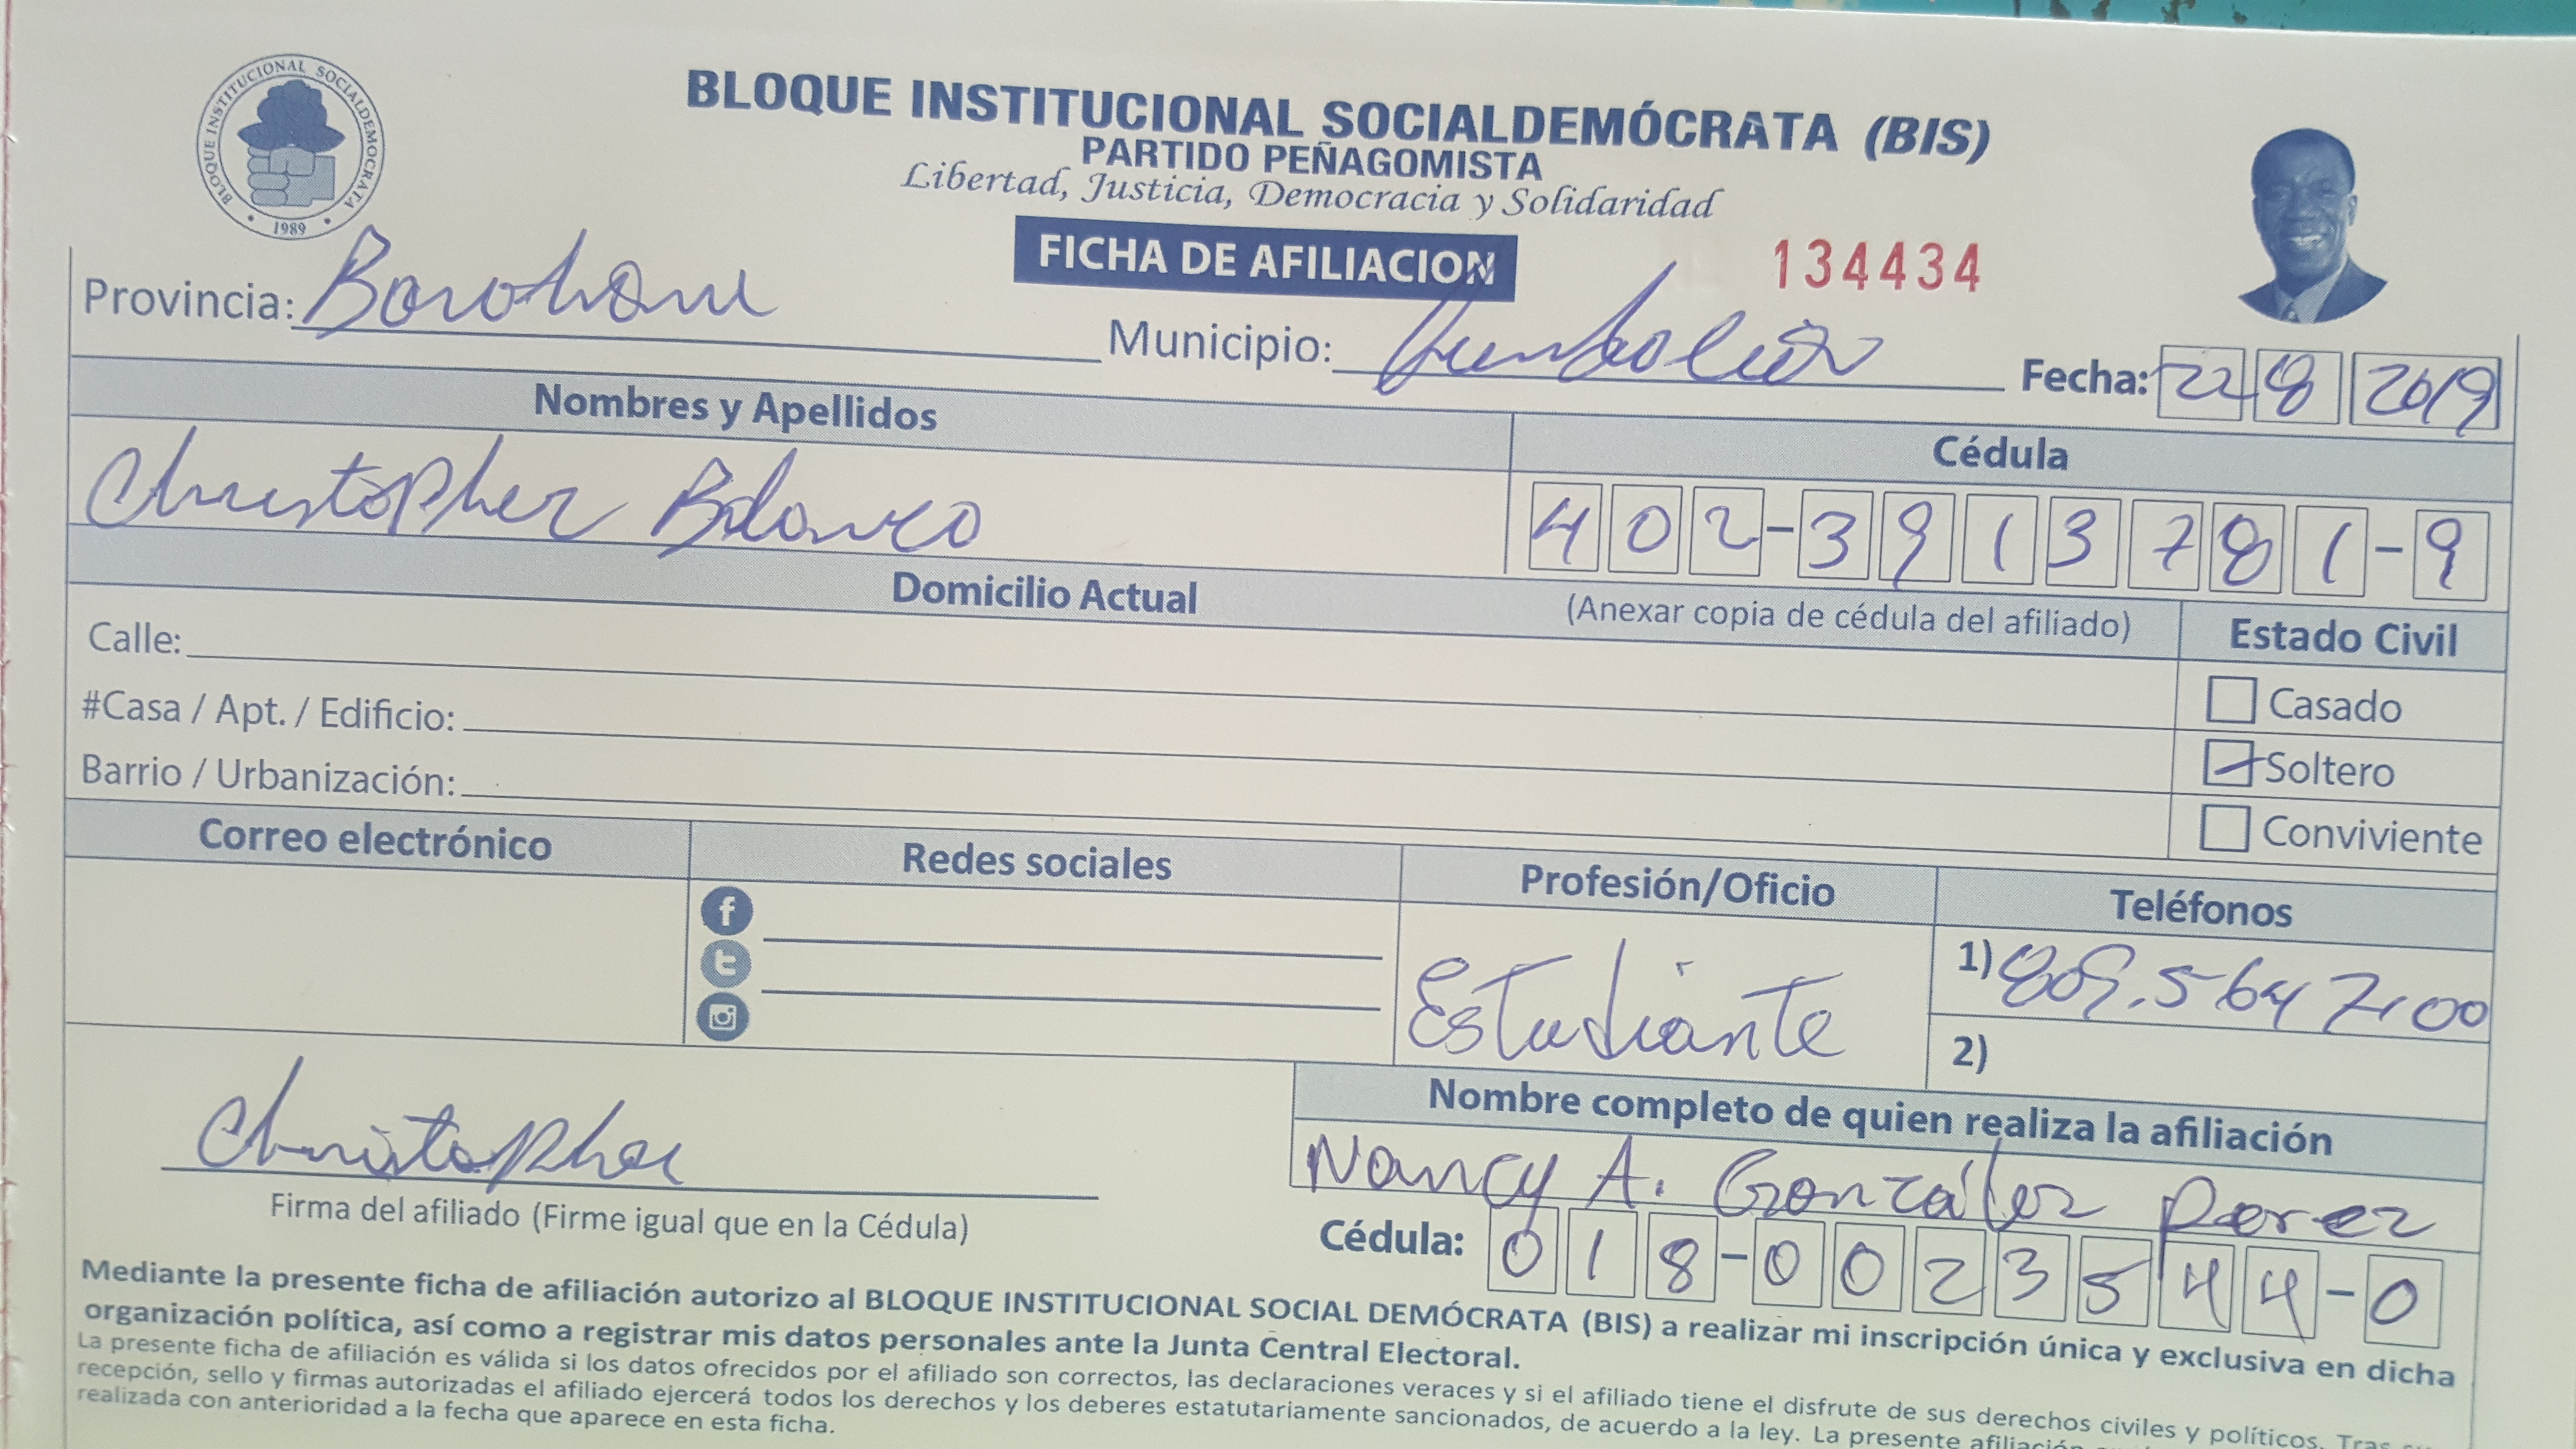 BLOQUE INSTITUCIONAL SOCIALDEMOCRATA
1989
BLOQUE INSTITUCIONAL SOCIALDEMÓCRATA (BIS)
PARTIDO PEÑAGOMISTA
Libertad, Justicia, Democracia y Solidaridad
FICHA DE AFILIACION
134434
Provincia: Barahona
Municipio:
Fecha: 22 8 2019
Nombres y Apellidos
Cédula
Christopher Blanco
402-3913781-9
Domicilio Actual
(Anexar copia de cédula del afiliado)
Estado Civil
Calle:
Casado
#Casa / Apt. / Edificio:
Soltero
Barrio / Urbanización:
Conviviente
Correo electrónico
Redes sociales
Profesión/Oficio
Teléfonos
Estudiante
1) 809.564 7100
2)
Christopher
Firma del afiliado (Firme igual que en la Cédula)
Nombre completo de quien realiza la afiliación
Nancy A. González Perez
Cédula: 018-0023544-0
Mediante la presente ficha de afiliación autorizo al BLOQUE INSTITUCIONAL SOCIAL DEMÓCRATA (BIS) a realizar mi inscripción única y exclusiva en dicha
organización política, así como a registrar mis datos personales ante la Junta Central Electoral.
La presente ficha de afiliación es válida si los datos ofrecidos por el afiliado son correctos, las declaraciones veraces y si el afiliado tiene el disfrute de sus derechos civiles y políticos. Tras
recepción, sello y firmas autorizadas el afiliado ejercerá todos los derechos y los deberes estatutariamente sancionados, de acuerdo a la ley. La presente afiliación
realizada con anterioridad a la fecha que aparece en esta ficha.